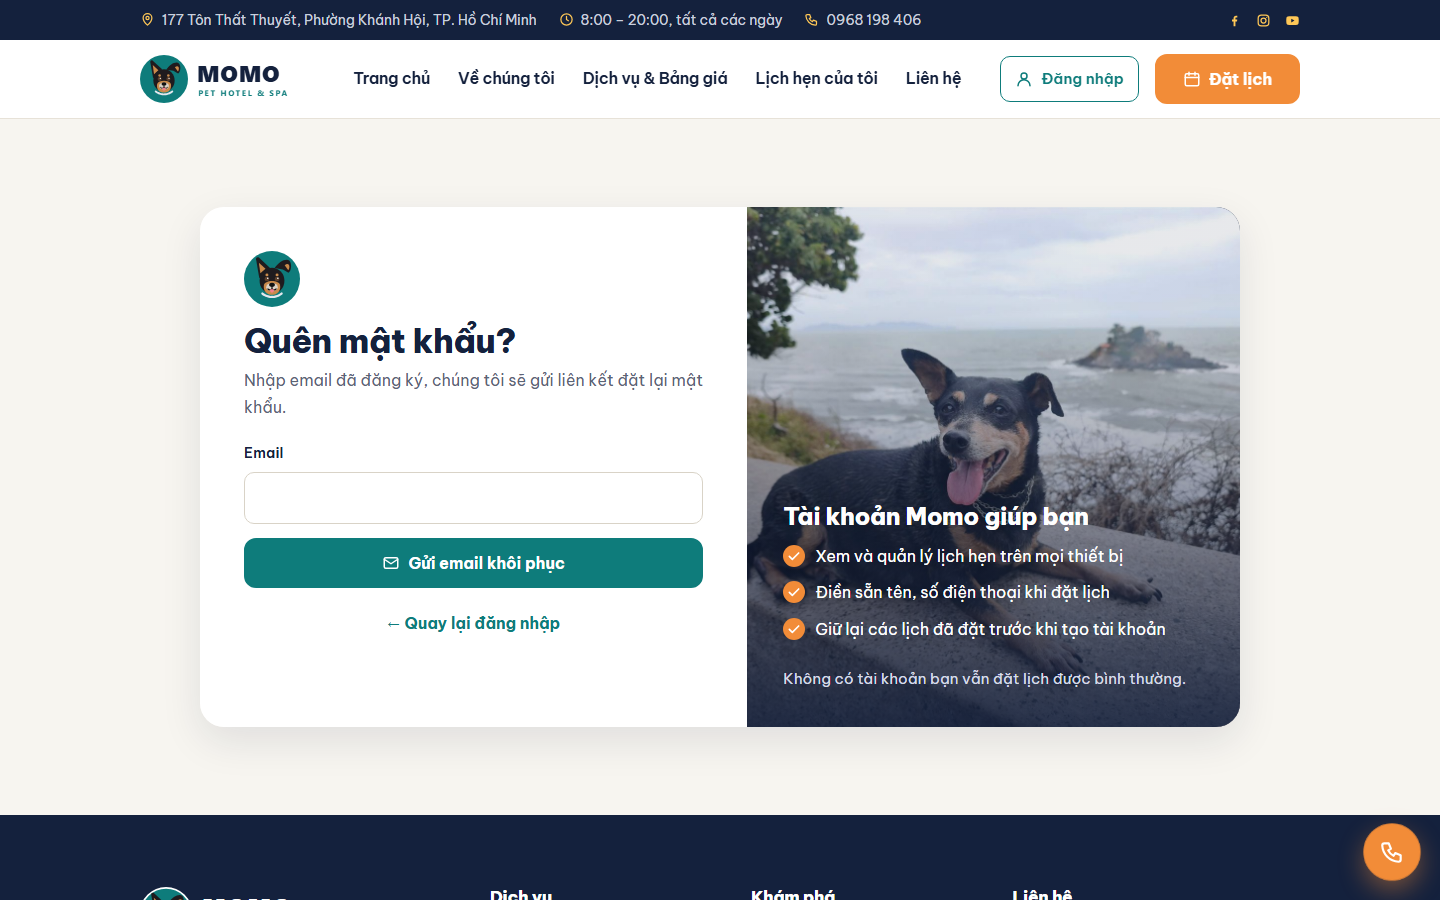 177 Tôn Thất Thuyết, Phường Khánh Hội, TP. Hồ Chí Minh
8:00 – 20:00, tất cả các ngày
0968 198 406
MOMO
PET HOTEL & SPA
Trang chủ
Về chúng tôi
Dịch vụ & Bảng giá
Lịch hẹn của tôi
Liên hệ
Đăng nhập
Đặt lịch
Quên mật khẩu?
Nhập email đã đăng ký, chúng tôi sẽ gửi liên kết đặt lại mật
khẩu.
Email
Gửi email khôi phục
← Quay lại đăng nhập
Tài khoản Momo giúp bạn
Xem và quản lý lịch hẹn trên mọi thiết bị
Điền sẵn tên, số điện thoại khi đặt lịch
Giữ lại các lịch đã đặt trước khi tạo tài khoản
Không có tài khoản bạn vẫn đặt lịch được bình thường.
Dịch vụ
Khám phá
Liên hệ